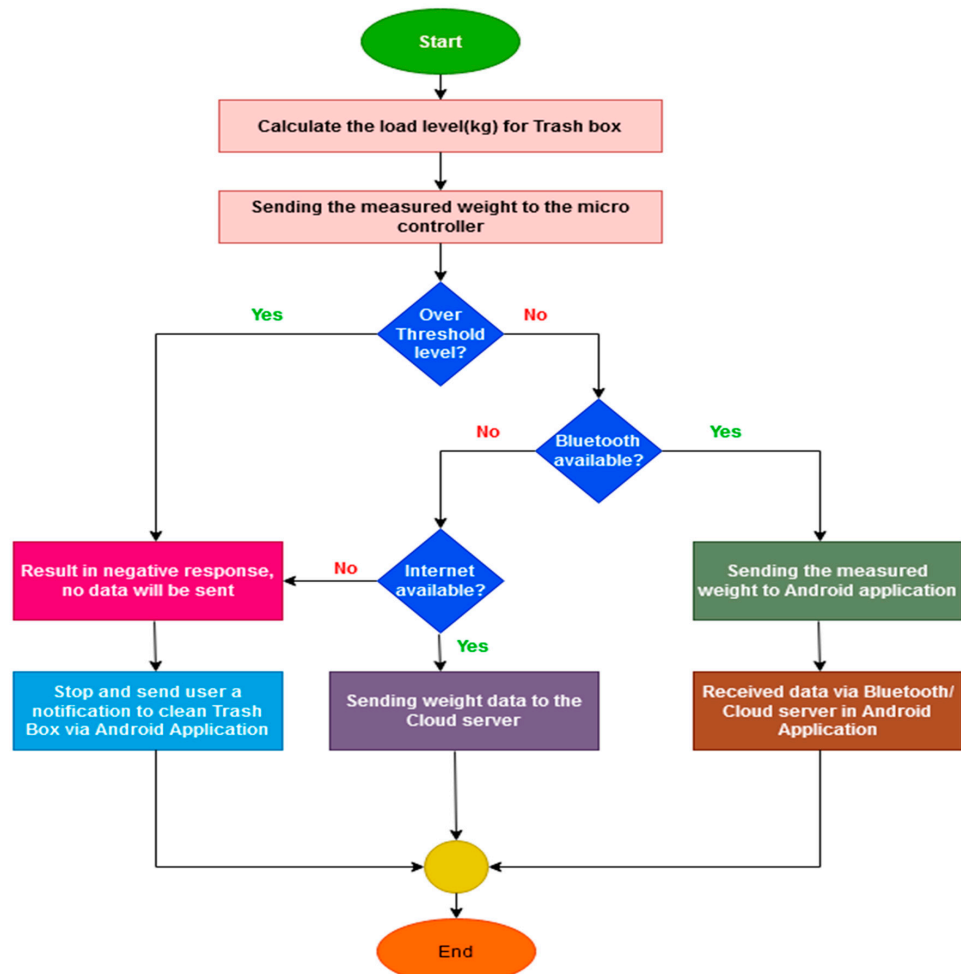 Start
Calculate the load level(kg) for Trash box
Sending the measured weight to the micro
controller
Over
Threshold
level?
Yes
No
Bluetooth
available?
No
Yes
Internet
available?
No
Yes
Result in negative response,
no data will be sent
Sending the measured
weight to Android application
Stop and send user a
notification to clean Trash
Box via Android Application
Sending weight data to the
Cloud server
Received data via Bluetooth/
Cloud server in Android
Application
End